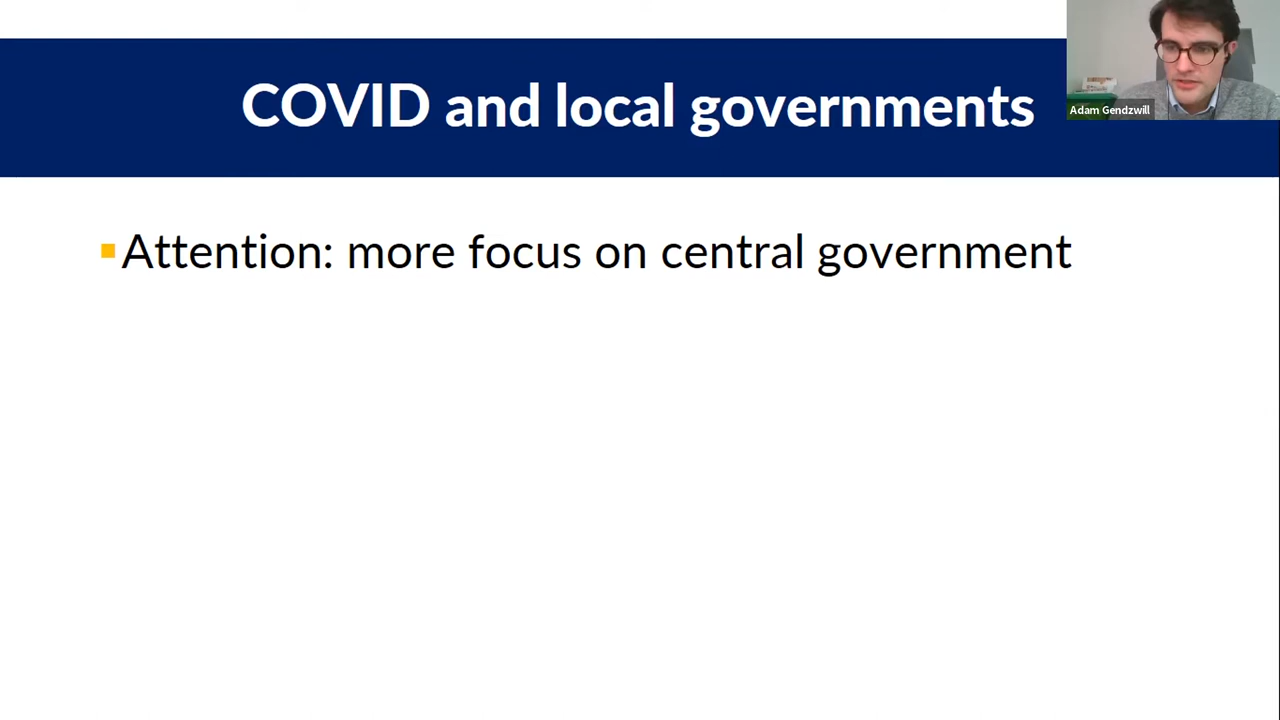 COVID and local governments
Adam Gendzwill
Attention: more focus on central government